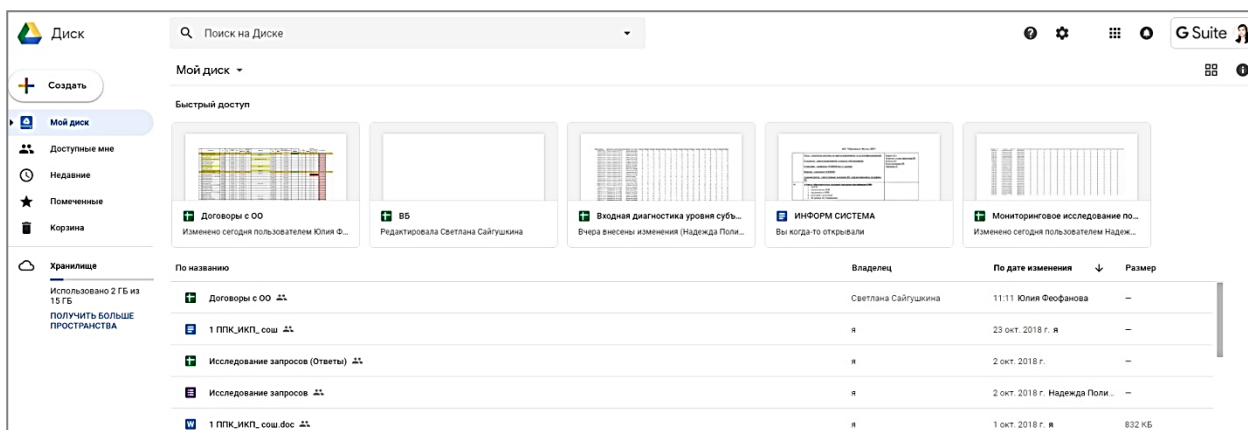 Диск
Поиск на Диске
G Suite
Создать
Мой диск
Мой диск
Доступные мне
Недавние
Помеченные
Корзина
Хранилище
Использовано 2 ГБ из
15 ГБ
ПОЛУЧИТЬ БОЛЬШЕ
ПРОСТРАНСТВА
Быстрый доступ
Договоры с ОО
Изменено сегодня пользователем Юлия Ф...
ВБ
Редактировала Светлана Сайгушкина
Входная диагностика уровня субъ...
Вчера внесены изменения (Надежда Поли...
ИНФОРМ СИСТЕМА
Вы когда-то открывали
Мониторинговое исследование по...
Изменено сегодня пользователем Надеж...
По названию Владелец По дате изменения Размер
Договоры с ОО Светлана Сайгушкина 11:11 Юлия Феофанова –
1 ППК_ИКП_ сош я 23 окт. 2018 г. я –
Исследование запросов (Ответы) я 2 окт. 2018 г. –
Исследование запросов я 2 окт. 2018 г. Надежда Поли... –
1 ППК_ИКП_ сош.doc я 1 окт. 2018 г. я 832 КБ